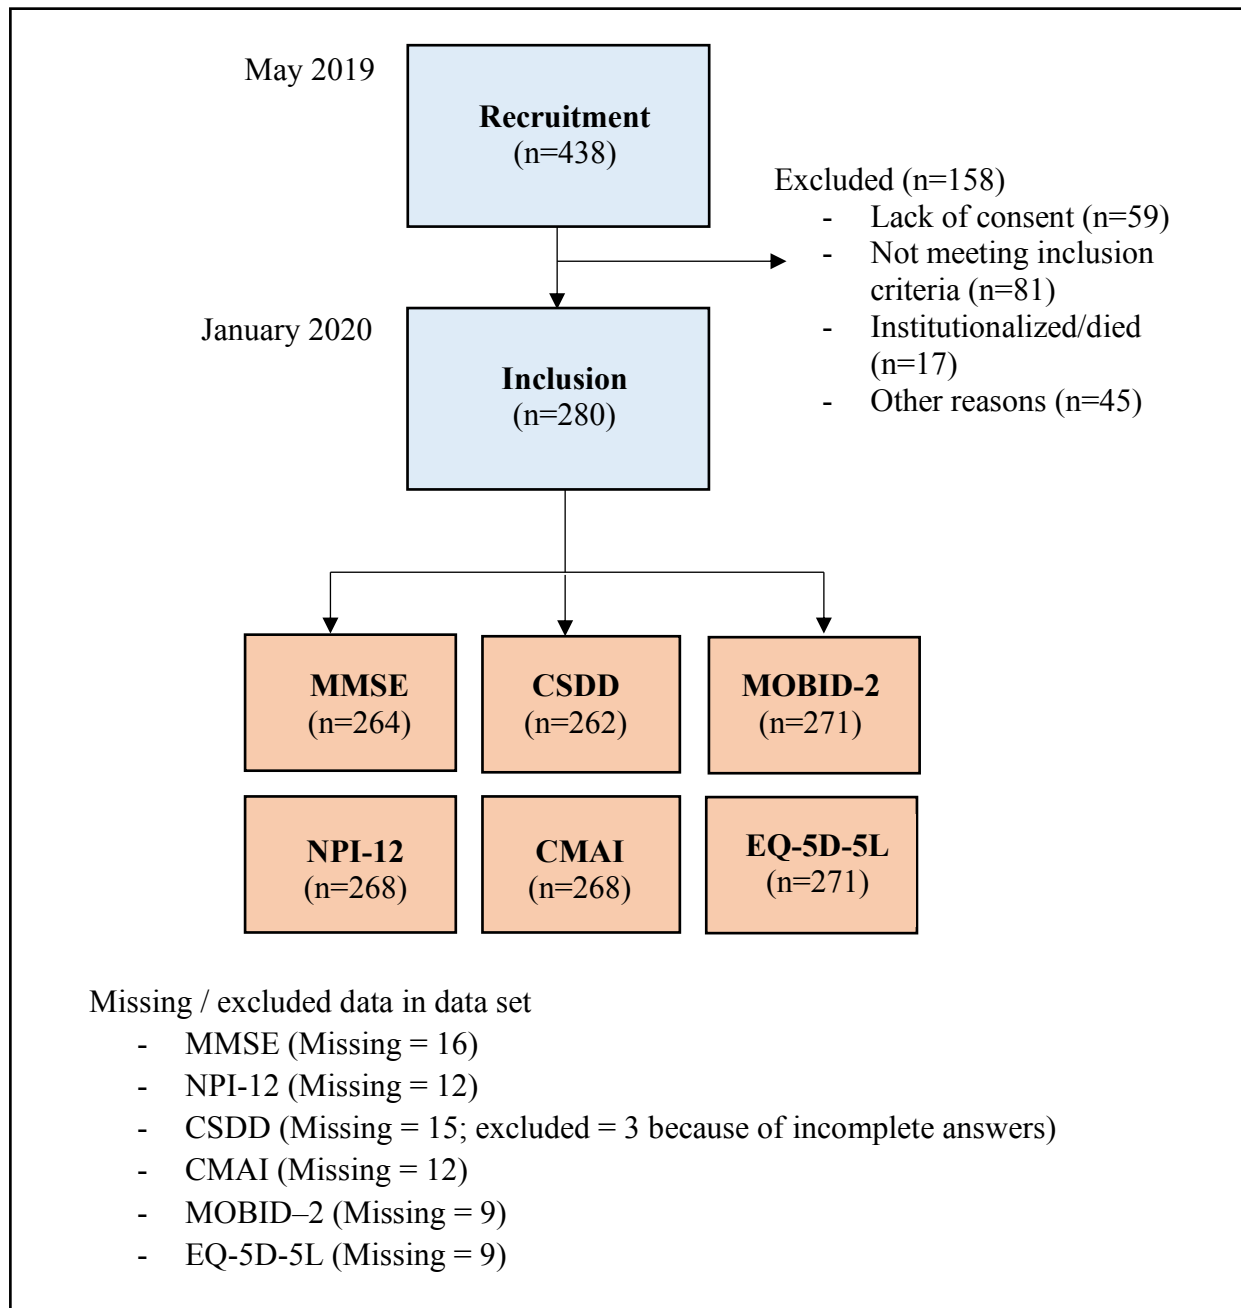 May 2019
Recruitment
(n=438)
Excluded (n=158)
- Lack of consent (n=59)
- Not meeting inclusion
criteria (n=81)
- Institutionalized/died
(n=17)
- Other reasons (n=45)
January 2020
Inclusion
(n=280)
MMSE
(n=264)
CSDD
(n=262)
MOBID-2
(n=271)
NPI-12
(n=268)
CMAI
(n=268)
EQ-5D-5L
(n=271)
Missing / excluded data in data set
- MMSE (Missing = 16)
- NPI-12 (Missing = 12)
- CSDD (Missing = 15; excluded = 3 because of incomplete answers)
- CMAI (Missing = 12)
- MOBID–2 (Missing = 9)
- EQ-5D-5L (Missing = 9)